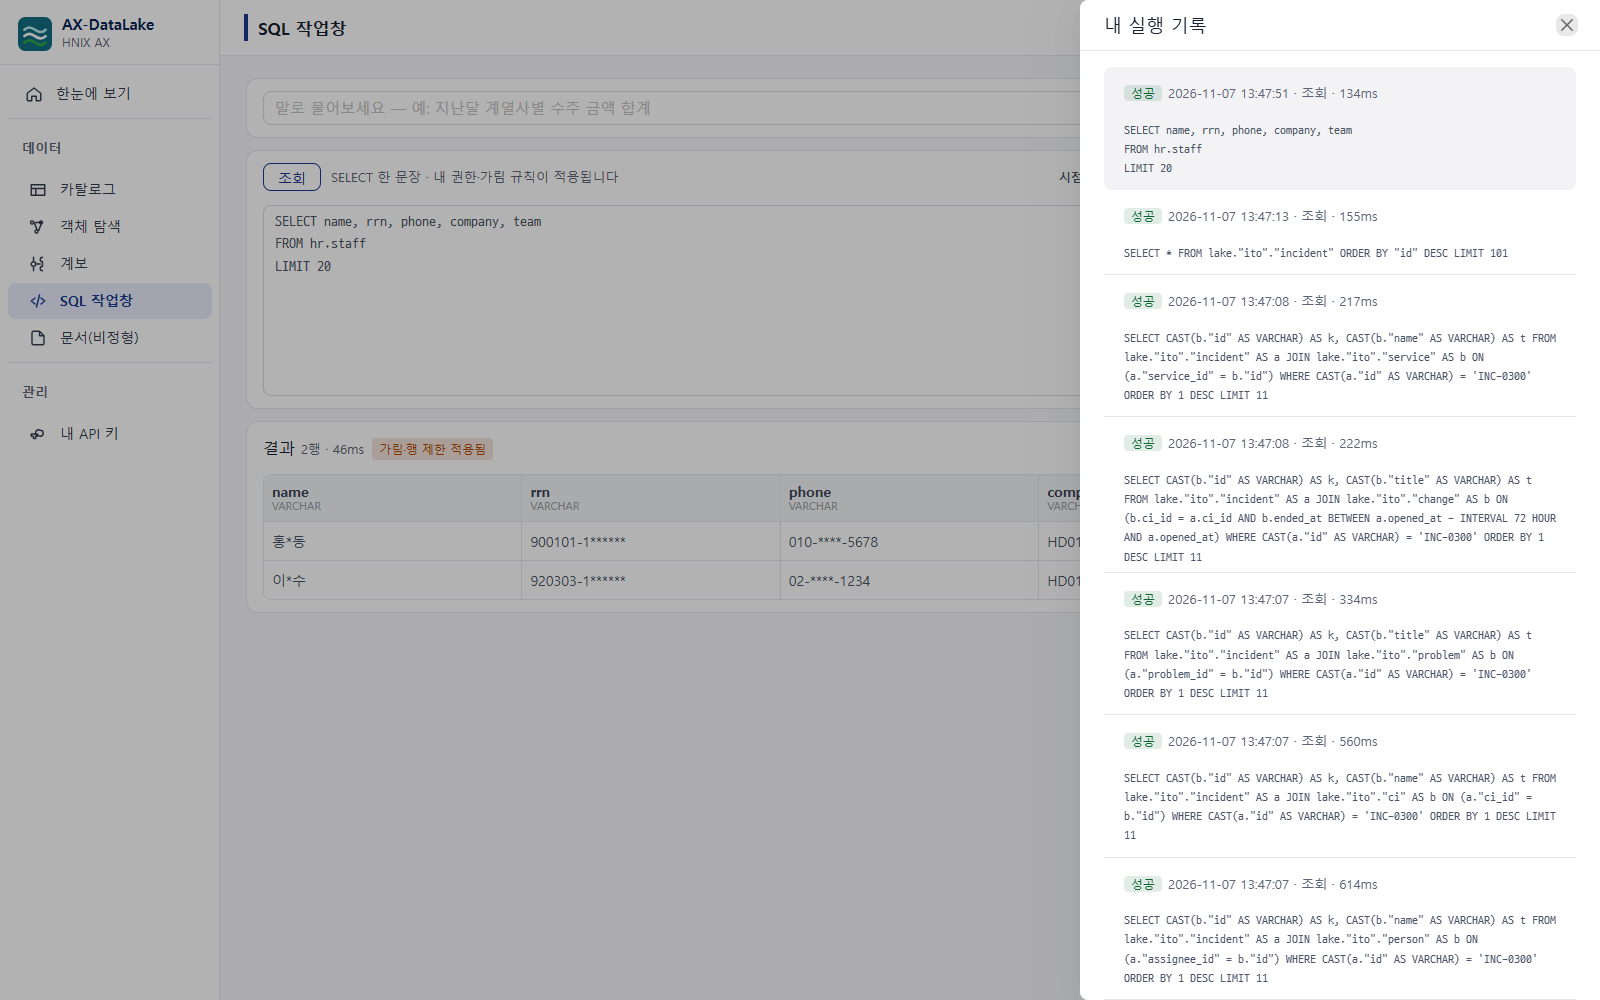 AX-DataLake
HNIX AX
한눈에 보기
데이터
카탈로그
객체 탐색
계보
SQL 작업창
문서(비정형)
관리
내 API 키
SQL 작업창
말로 물어보세요 — 예: 지난달 계열사별 수주 금액 합계
조회
SELECT 한 문장 · 내 권한·가림 규칙이 적용됩니다
시점
SELECT name, rrn, phone, company, team
FROM hr.staff
LIMIT 20
결과 2행 · 46ms 가림·행 제한 적용됨
name rrn phone comp
VARCHAR VARCHAR VARCHAR VARCH
홍*동 900101-1****** 010-****-5678 HD01
이*수 920303-1****** 02-****-1234 HD01
내 실행 기록
성공 2026-11-07 13:47:51 · 조회 · 134ms
SELECT name, rrn, phone, company, team
FROM hr.staff
LIMIT 20
성공 2026-11-07 13:47:13 · 조회 · 155ms
SELECT * FROM lake."ito"."incident" ORDER BY "id" DESC LIMIT 101
성공 2026-11-07 13:47:08 · 조회 · 217ms
SELECT CAST(b."id" AS VARCHAR) AS k, CAST(b."name" AS VARCHAR) AS t FROM
lake."ito"."incident" AS a JOIN lake."ito"."service" AS b ON
(a."service_id" = b."id") WHERE CAST(a."id" AS VARCHAR) = 'INC-0300'
ORDER BY 1 DESC LIMIT 11
성공 2026-11-07 13:47:08 · 조회 · 222ms
SELECT CAST(b."id" AS VARCHAR) AS k, CAST(b."title" AS VARCHAR) AS t
FROM lake."ito"."incident" AS a JOIN lake."ito"."change" AS b ON
(b.ci_id = a.ci_id AND b.ended_at BETWEEN a.opened_at - INTERVAL 72 HOUR
AND a.opened_at) WHERE CAST(a."id" AS VARCHAR) = 'INC-0300' ORDER BY 1
DESC LIMIT 11
성공 2026-11-07 13:47:07 · 조회 · 334ms
SELECT CAST(b."id" AS VARCHAR) AS k, CAST(b."title" AS VARCHAR) AS t
FROM lake."ito"."incident" AS a JOIN lake."ito"."problem" AS b ON
(a."problem_id" = b."id") WHERE CAST(a."id" AS VARCHAR) = 'INC-0300'
ORDER BY 1 DESC LIMIT 11
성공 2026-11-07 13:47:07 · 조회 · 560ms
SELECT CAST(b."id" AS VARCHAR) AS k, CAST(b."name" AS VARCHAR) AS t FROM
lake."ito"."incident" AS a JOIN lake."ito"."ci" AS b ON (a."ci_id" =
b."id") WHERE CAST(a."id" AS VARCHAR) = 'INC-0300' ORDER BY 1 DESC LIMIT
11
성공 2026-11-07 13:47:07 · 조회 · 614ms
SELECT CAST(b."id" AS VARCHAR) AS k, CAST(b."name" AS VARCHAR) AS t FROM
lake."ito"."incident" AS a JOIN lake."ito"."person" AS b ON
(a."assignee_id" = b."id") WHERE CAST(a."id" AS VARCHAR) = 'INC-0300'
ORDER BY 1 DESC LIMIT 11